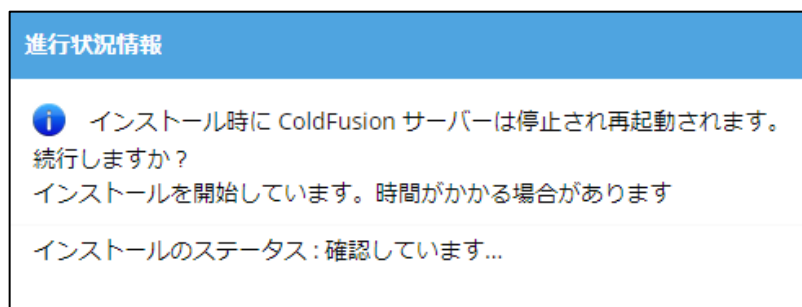 進行状況情報
インストール時に ColdFusion サーバーは停止され再起動されます。
続行しますか？
インストールを開始しています。時間がかかる場合があります
インストールのステータス : 確認しています...